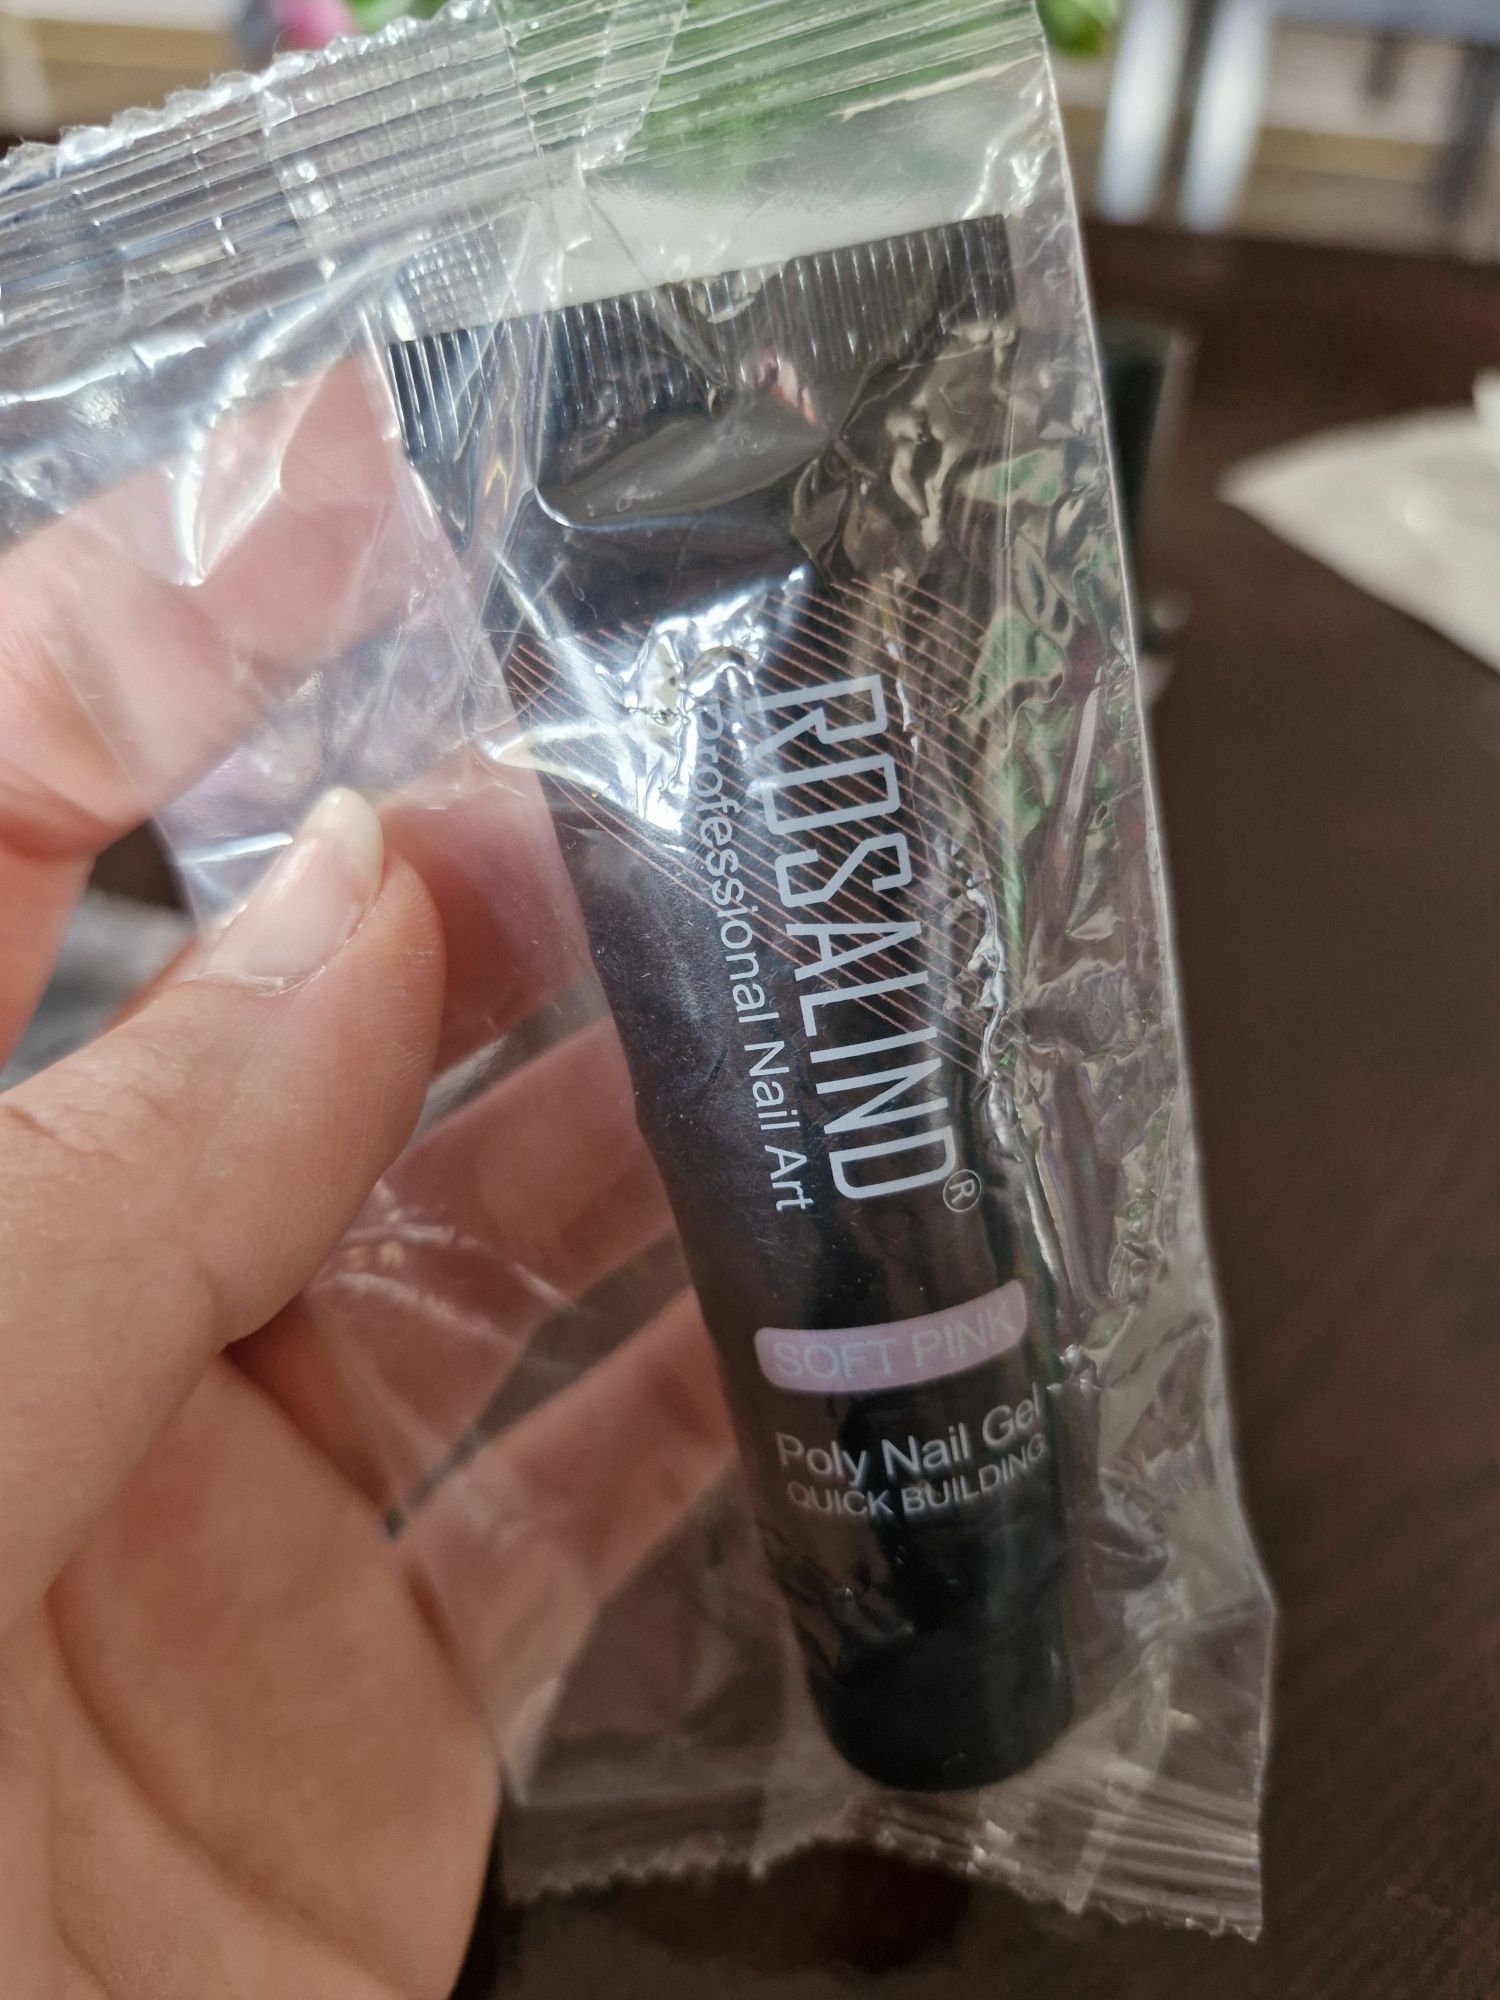 ROSALIND®
Professional Nail Art
SOFT PINK
Poly Nail Gel
QUICK BUILDING